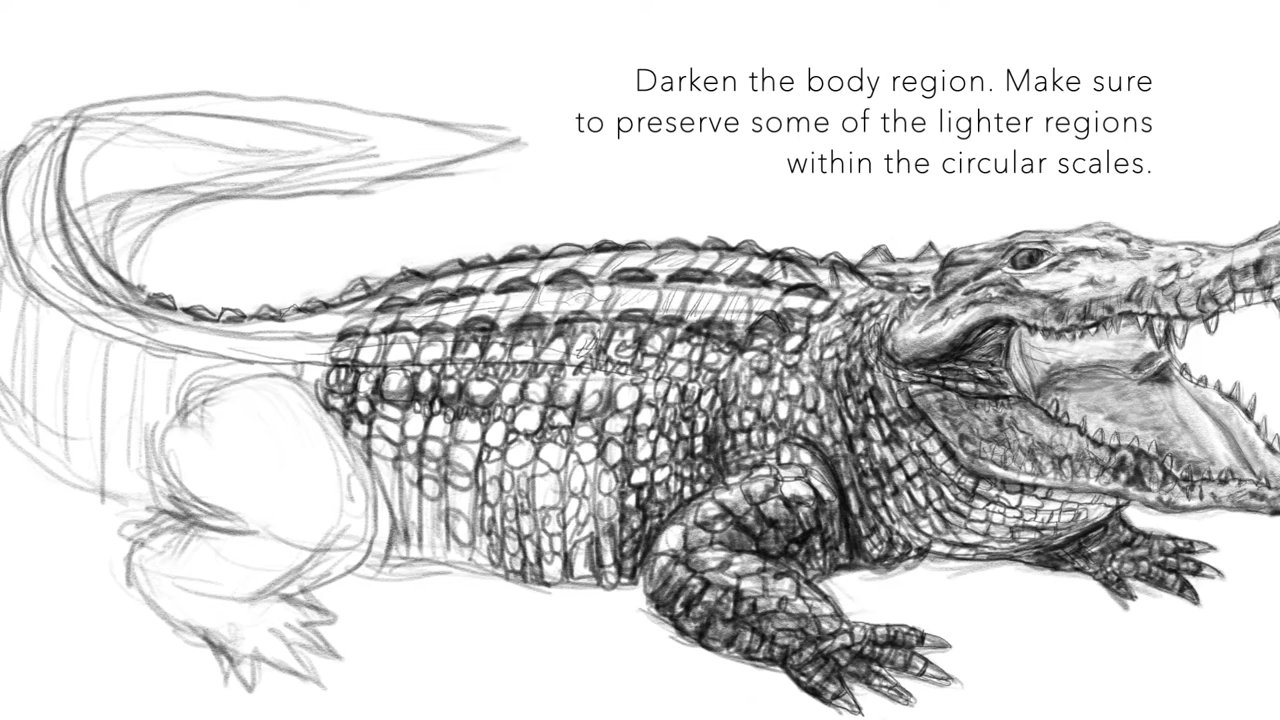 Darken the body region. Make sure
to preserve some of the lighter regions
within the circular scales.